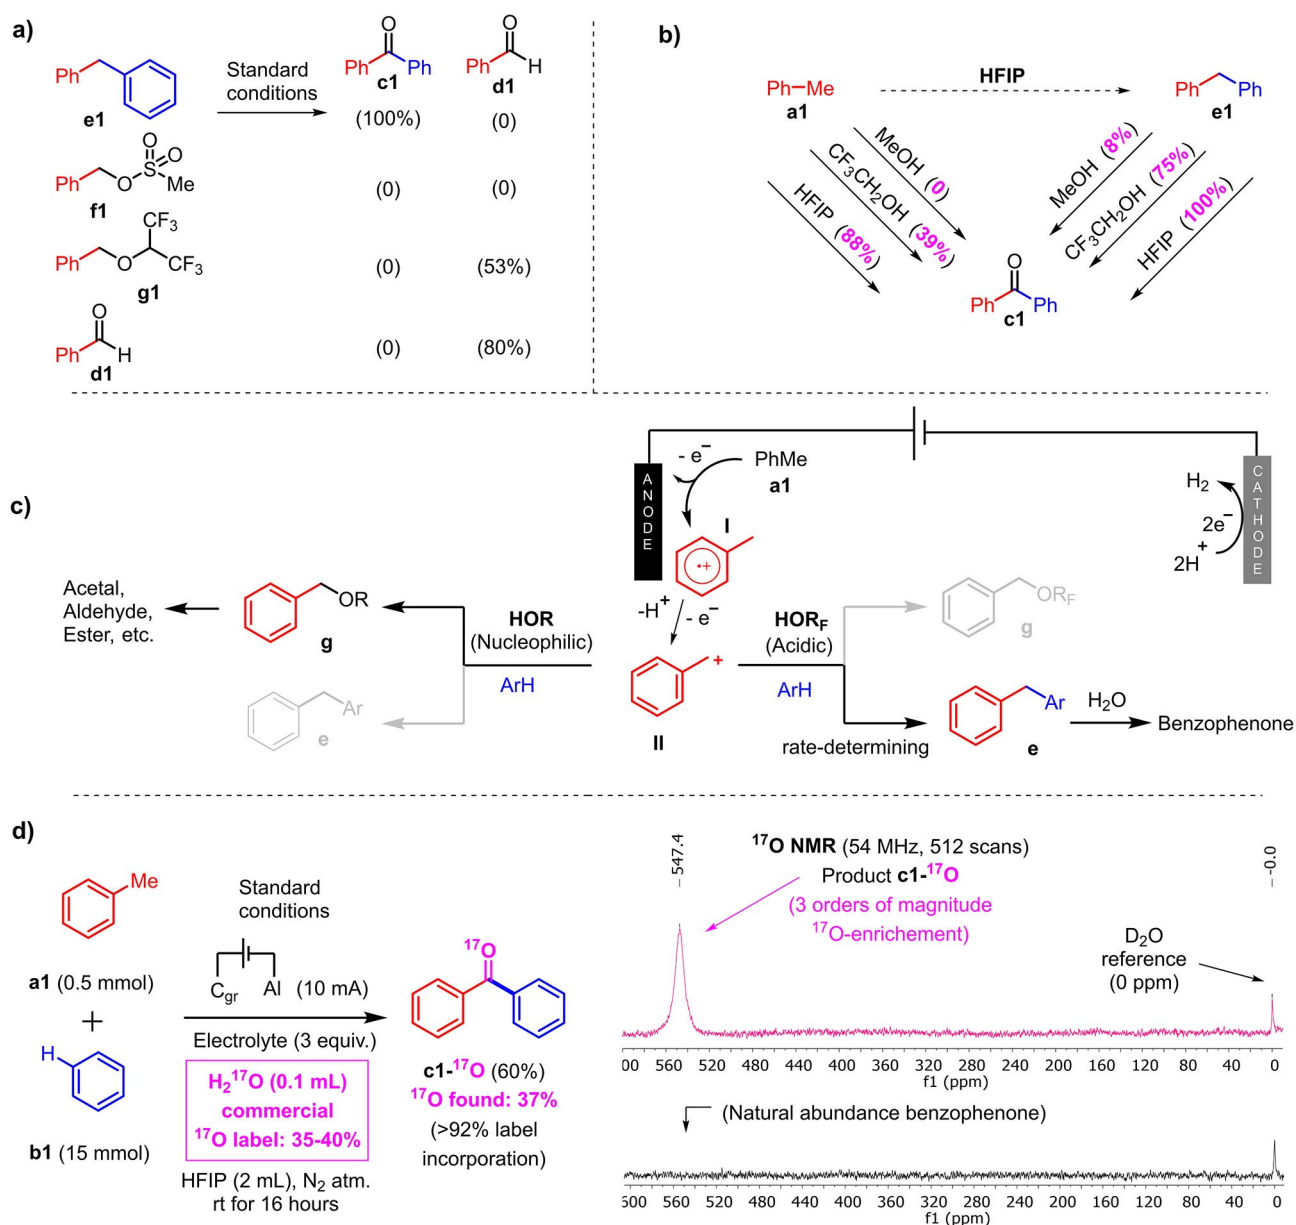 a)
Ph
e1
Standard
conditions
O
Ph Ph
c1
O
Ph H
d1
(100%) (0)
O
O
Ph O S Me
f1
(0) (0)
CF3
Ph O CF3
g1
(0) (53%)
O
Ph H
d1
(0) (80%)
b)
Ph–Me
a1
HFIP
Ph Ph
e1
MeOH (0)
CF3CH2OH (39%)
HFIP (88%)
MeOH (8%)
CF3CH2OH (75%)
HFIP (100%)
O
Ph Ph
c1
c)
ANODE
- e−
PhMe
a1
I
•+
-H+ - e−
+
II
CATHODE
H2
2e−
2H+
Acetal,
Aldehyde,
Ester, etc.
OR
g
Ar
e
HOR
(Nucleophilic)
ArH
HORF
(Acidic)
ArH
rate-determining
ORF
g
Ar
e
H2O
Benzophenone
d)
Me
a1 (0.5 mmol)
+
H
b1 (15 mmol)
Standard
conditions
Cgr Al (10 mA)
Electrolyte (3 equiv.)
H2 17O (0.1 mL)
commercial
17O label: 35-40%
HFIP (2 mL), N2 atm.
rt for 16 hours
17O
c1-17O (60%)
17O found: 37%
(>92% label
incorporation)
547.4
17O NMR (54 MHz, 512 scans)
Product c1-17O
(3 orders of magnitude
17O-enrichement)
D2O
reference
(0 ppm)
-0.0
600 560 520 480 440 400 360 320 280 240 200 160 120 80 40 0
f1 (ppm)
(Natural abundance benzophenone)
600 560 520 480 440 400 360 320 280 240 200 160 120 80 40 0
f1 (ppm)